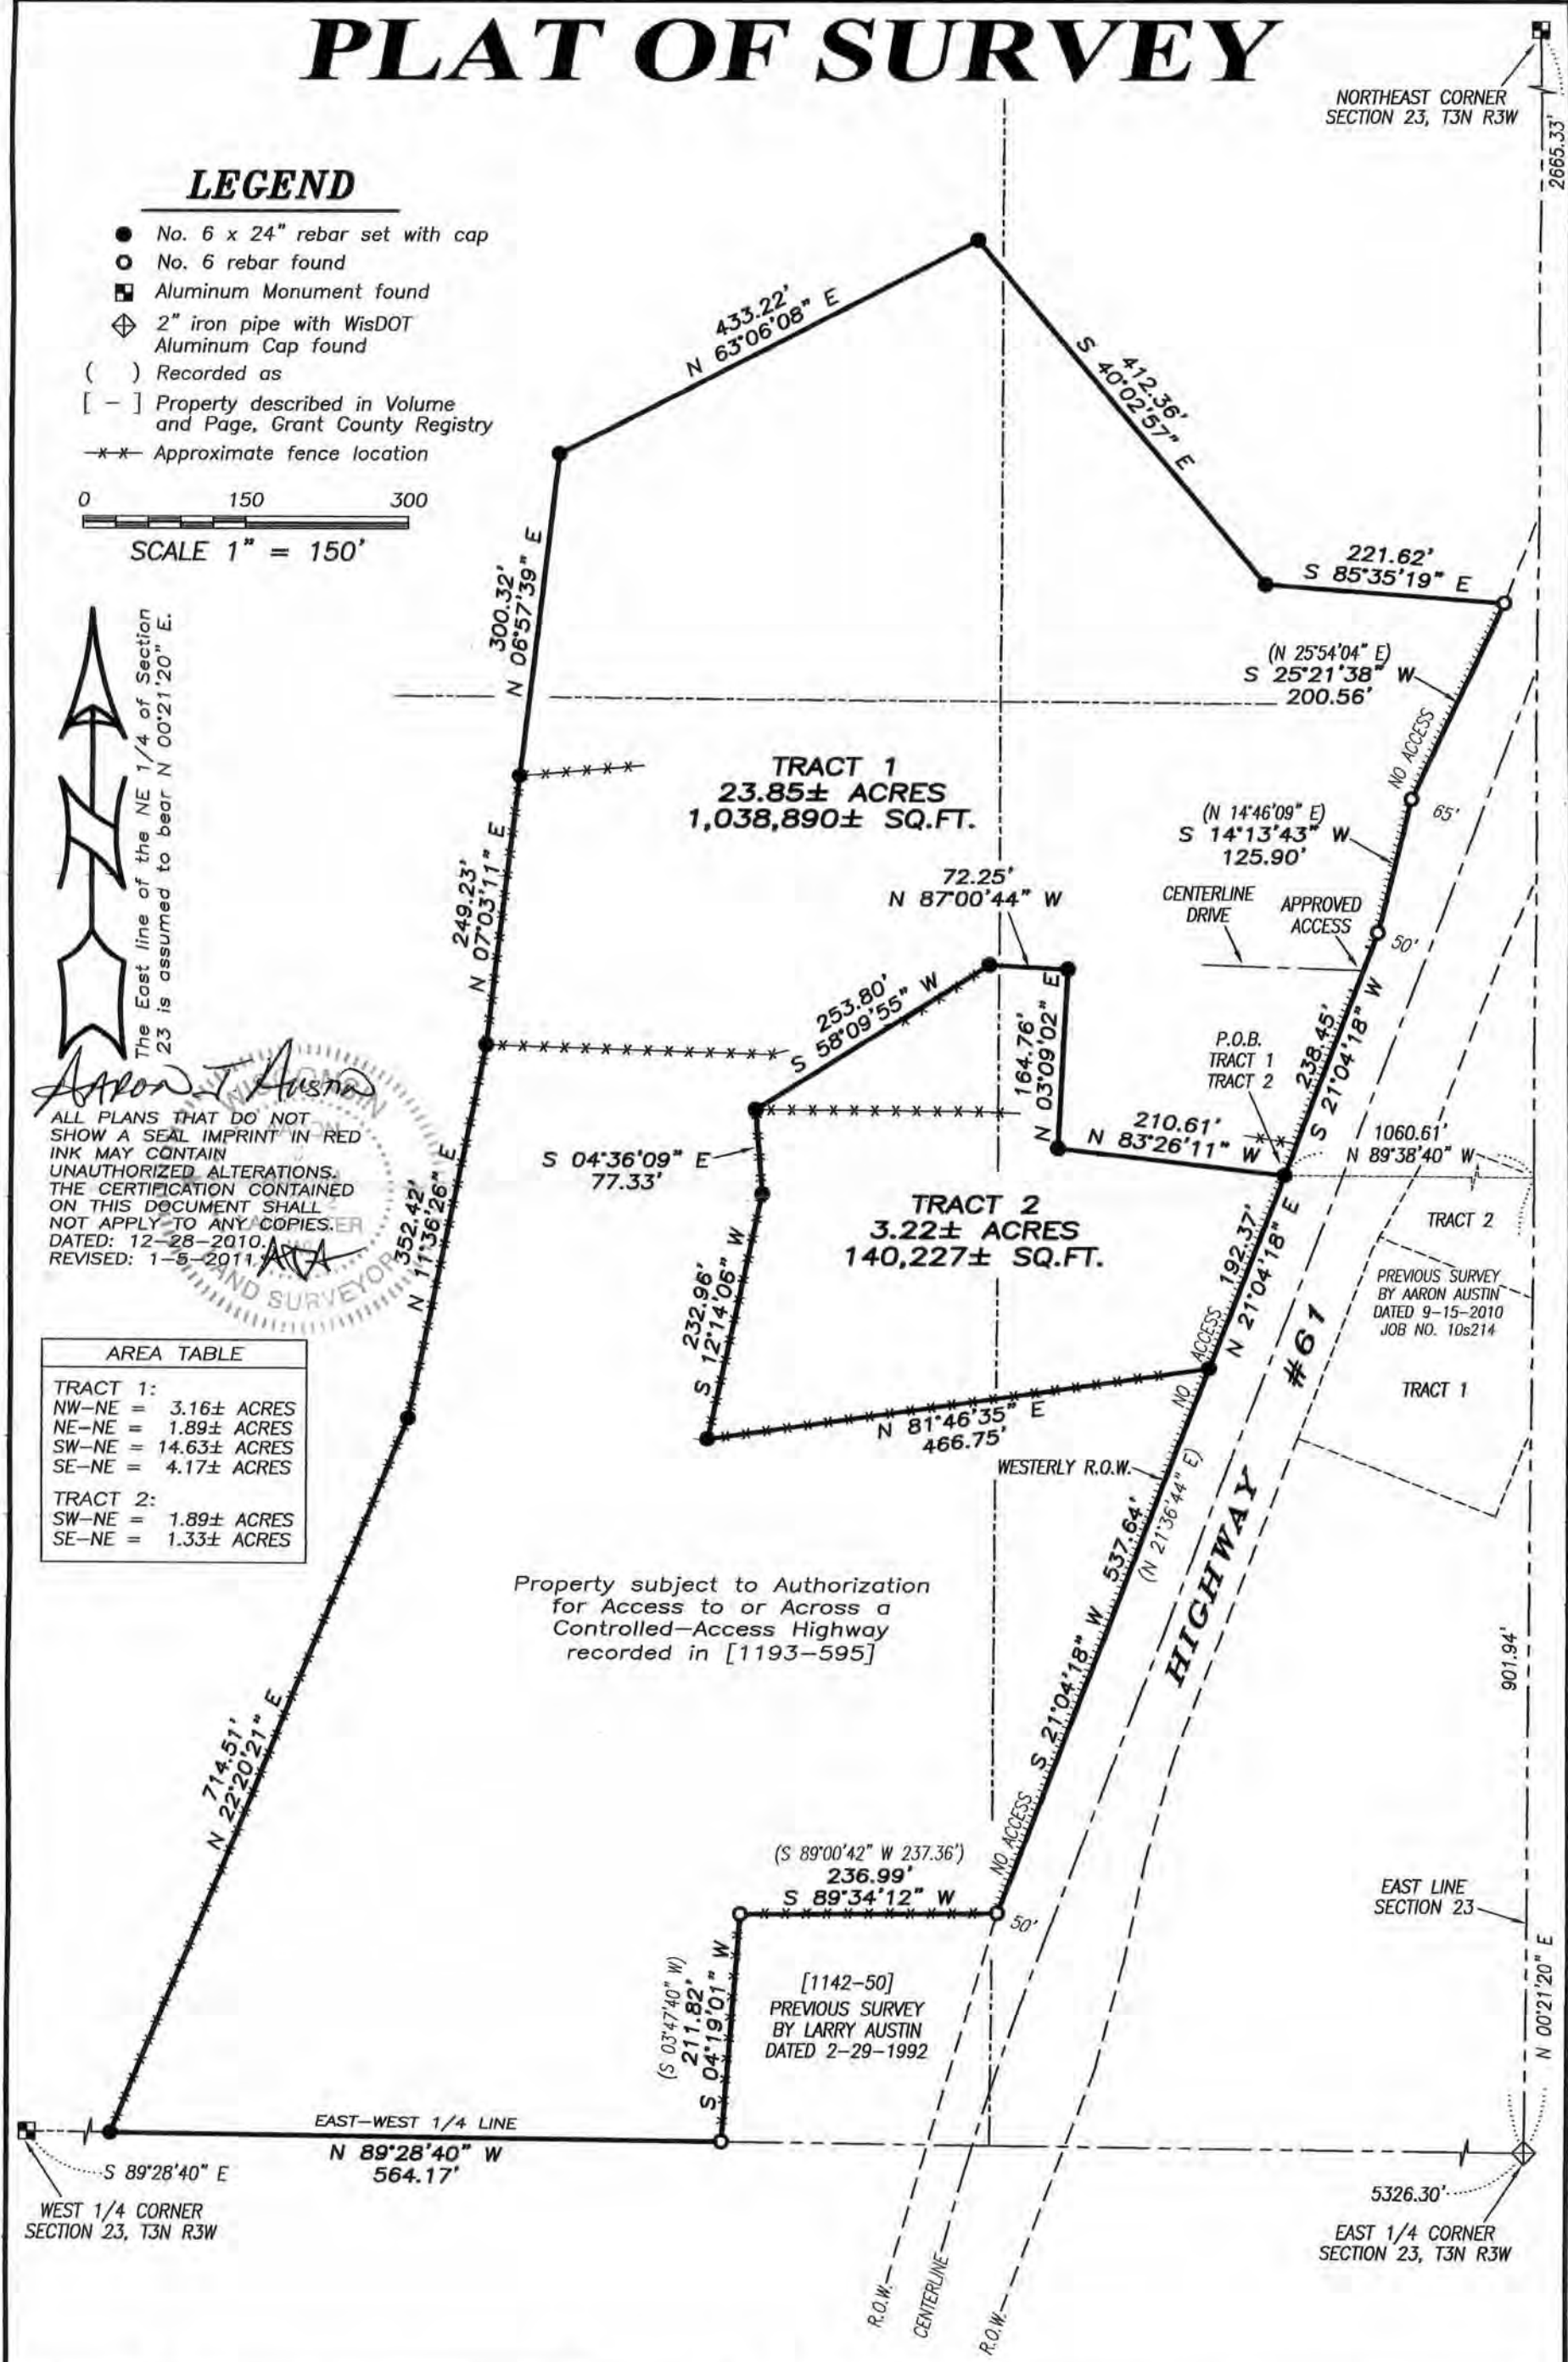 PLAT OF SURVEY
NORTHEAST CORNER
SECTION 23, T3N R3W
2665.33'
LEGEND
No. 6 x 24" rebar set with cap
No. 6 rebar found
Aluminum Monument found
2" iron pipe with WisDOT
Aluminum Cap found
( ) Recorded as
[ - ] Property described in Volume
and Page, Grant County Registry
Approximate fence location
0 150 300
SCALE 1" = 150'
The East line of the NE 1/4 of Section
23 is assumed to bear N 00°21'20" E.
N
433.22'
N 63°06'08" E
412.36'
S 40°02'57" E
221.62'
S 85°35'19" E
300.32'
N 06°57'39" E
(N 25°54'04" E)
S 25°21'38" W
200.56'
NO ACCESS
65'
TRACT 1
23.85± ACRES
1,038,890± SQ.FT.
(N 14°46'09" E)
S 14°13'43" W
125.90'
249.23'
N 07°03'11" E
72.25'
N 87°00'44" W
CENTERLINE
DRIVE
APPROVED
ACCESS
50'
253.80'
S 58°09'55" W
164.76'
N 03°09'02" E
P.O.B.
TRACT 1
TRACT 2
238.45'
S 21°04'18" W
210.61'
N 83°26'11" W
1060.61'
N 89°38'40" W
AARON J Austin
WISCONSIN
AARON
LAND SURVEYOR
ALL PLANS THAT DO NOT
SHOW A SEAL IMPRINT IN RED
INK MAY CONTAIN
UNAUTHORIZED ALTERATIONS.
THE CERTIFICATION CONTAINED
ON THIS DOCUMENT SHALL
NOT APPLY TO ANY COPIES.
DATED: 12-28-2010.
REVISED: 1-5-2011.
352.42'
N 11°36'26" E
S 04°36'09" E
77.33'
TRACT 2
3.22± ACRES
140,227± SQ.FT.
192.37'
N 21°04'18" E
TRACT 2
PREVIOUS SURVEY
BY AARON AUSTIN
DATED 9-15-2010
JOB NO. 10s214
TRACT 1
232.96'
S 12°14'06" W
NO ACCESS
N 81°46'35" E
466.75'
AREA TABLE
TRACT 1:
NW-NE = 3.16± ACRES
NE-NE = 1.89± ACRES
SW-NE = 14.63± ACRES
SE-NE = 4.17± ACRES
TRACT 2:
SW-NE = 1.89± ACRES
SE-NE = 1.33± ACRES
WESTERLY R.O.W.
HIGHWAY #61
NO ACCESS S 21°04'18" W 537.64'
(N 21°36'44" E)
Property subject to Authorization
for Access to or Across a
Controlled-Access Highway
recorded in [1193-595]
901.94'
714.51'
N 22°20'21" E
(S 89°00'42" W 237.36')
236.99'
S 89°34'12" W
50'
EAST LINE
SECTION 23
N 00°21'20" E
(S 03°47'40" W)
211.82'
S 04°19'01" W
[1142-50]
PREVIOUS SURVEY
BY LARRY AUSTIN
DATED 2-29-1992
EAST-WEST 1/4 LINE
N 89°28'40" W
564.17'
S 89°28'40" E
WEST 1/4 CORNER
SECTION 23, T3N R3W
5326.30'
EAST 1/4 CORNER
SECTION 23, T3N R3W
R.O.W.
CENTERLINE
R.O.W.